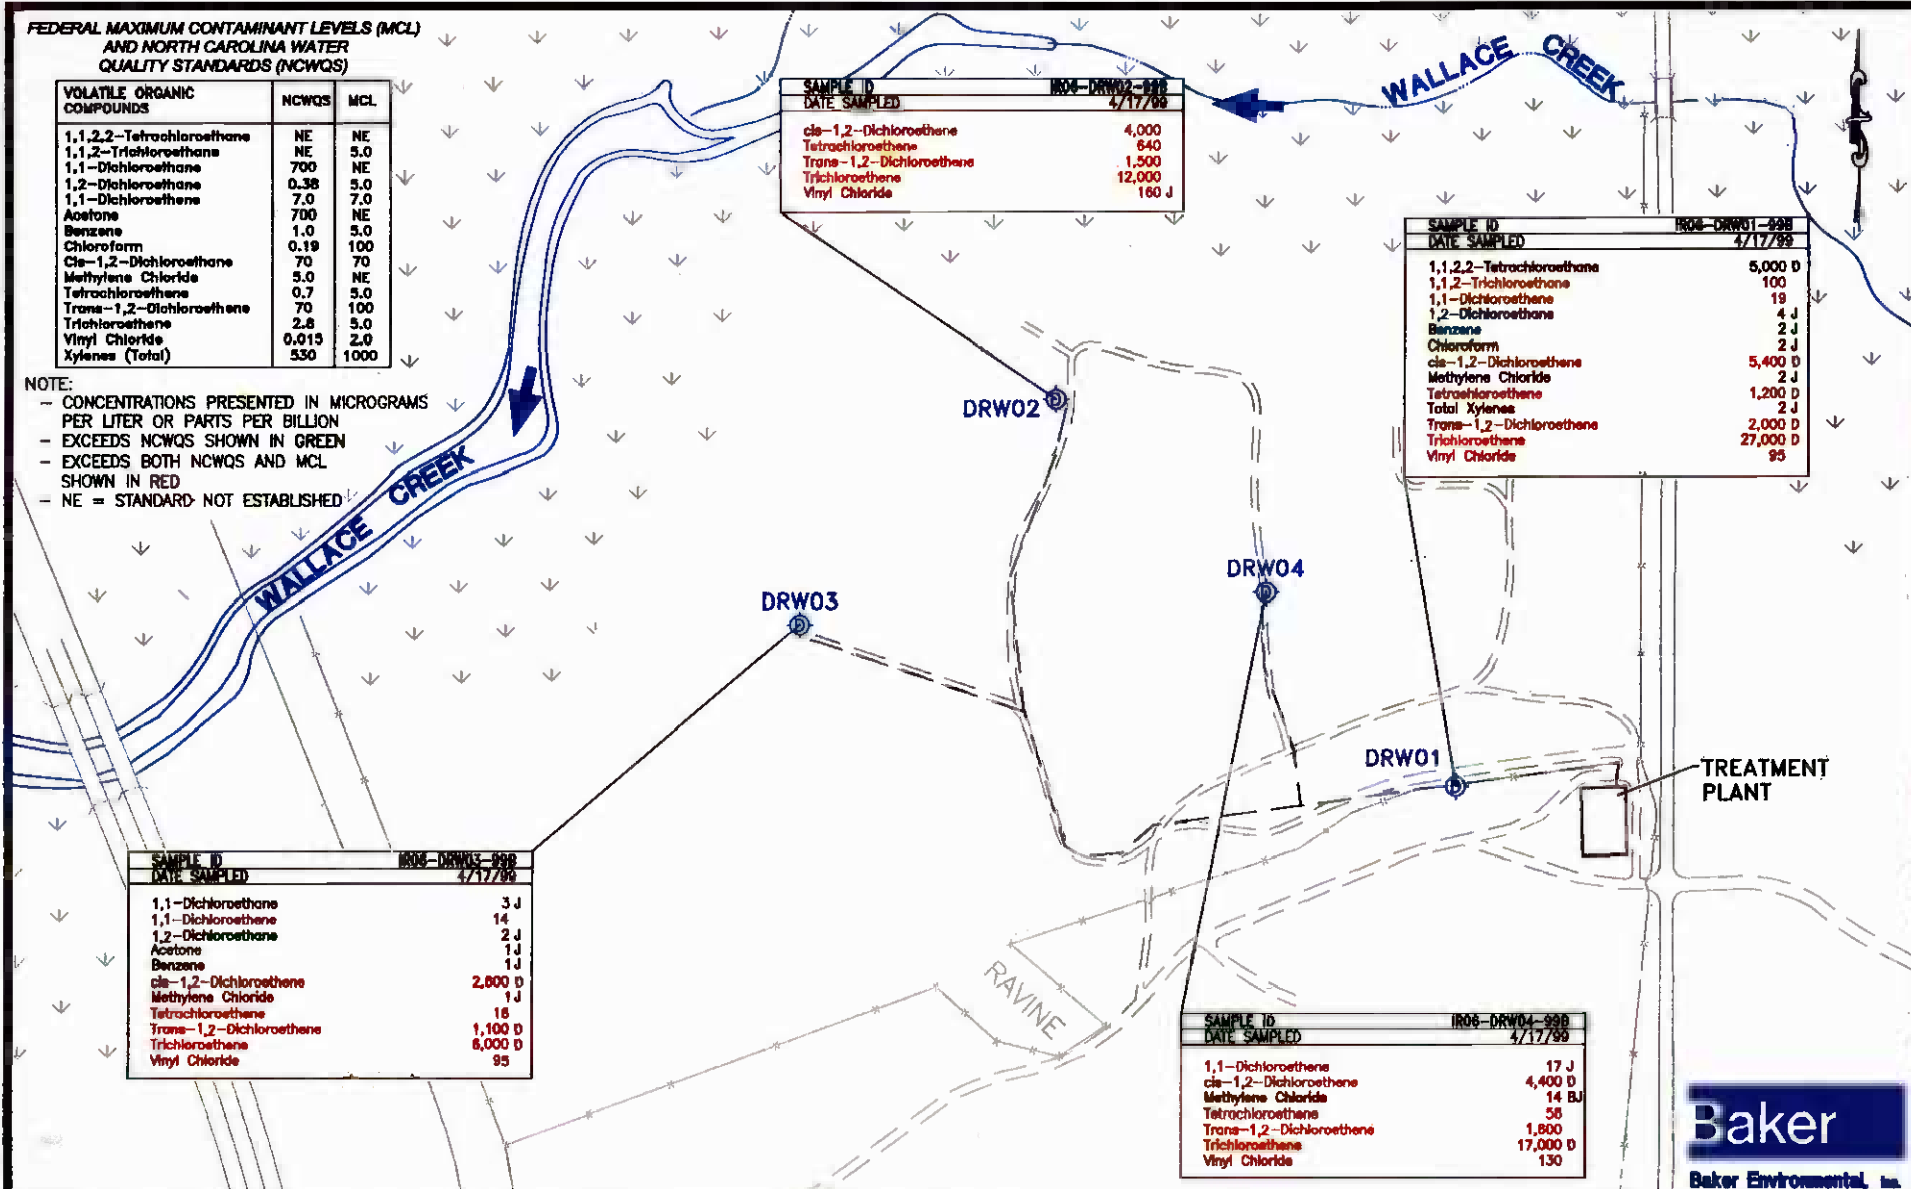 FEDERAL MAXIMUM CONTAMINANT LEVELS (MCL)
AND NORTH CAROLINA WATER
QUALITY STANDARDS (NCWQS)
VOLATILE ORGANIC COMPOUNDS NCWQS MCL
1,1,2,2-Tetrachloroethane NE NE
1,1,2-Trichloroethane NE 5.0
1,1-Dichloroethane 700 NE
1,2-Dichloroethane 0.38 5.0
1,1-Dichloroethene 7.0 7.0
Acetone 700 NE
Benzene 1.0 5.0
Chloroform 0.19 100
Cis-1,2-Dichloroethene 70 70
Methylene Chloride 5.0 NE
Tetrachloroethene 0.7 5.0
Trans-1,2-Dichloroethene 70 100
Trichloroethene 2.8 5.0
Vinyl Chloride 0.015 2.0
Xylenes (Total) 530 1000
NOTE:
- CONCENTRATIONS PRESENTED IN MICROGRAMS
PER LITER OR PARTS PER BILLION
- EXCEEDS NCWQS SHOWN IN GREEN
- EXCEEDS BOTH NCWQS AND MCL
SHOWN IN RED
- NE = STANDARD NOT ESTABLISHED
SAMPLE ID IR06-DRW02-99B
DATE SAMPLED 4/17/99
cis-1,2-Dichloroethene 4,000
Tetrachloroethene 640
Trans-1,2-Dichloroethene 1,500
Trichloroethene 12,000
Vinyl Chloride 160 J
WALLACE CREEK
SAMPLE ID IR06-DRW01-99B
DATE SAMPLED 4/17/99
1,1,2,2-Tetrachloroethane 5,000 D
1,1,2-Trichloroethane 100
1,1-Dichloroethene 19
1,2-Dichloroethane 4 J
Benzene 2 J
Chloroform 2 J
cis-1,2-Dichloroethene 5,400 D
Methylene Chloride 2 J
Tetrachloroethene 1,200 D
Total Xylenes 2 J
Trans-1,2-Dichloroethene 2,000 D
Trichloroethene 27,000 D
Vinyl Chloride 95
WALLACE CREEK
DRW02
DRW04
DRW03
DRW01
TREATMENT
PLANT
RAVINE
SAMPLE ID IR06-DRW03-99B
DATE SAMPLED 4/17/99
1,1-Dichloroethane 3 J
1,1-Dichloroethene 14
1,2-Dichloroethane 2 J
Acetone 1 J
Benzene 1 J
cis-1,2-Dichloroethene 2,600 D
Methylene Chloride 1 J
Tetrachloroethene 16
Trans-1,2-Dichloroethene 1,100 D
Trichloroethene 6,000 D
Vinyl Chloride 95
SAMPLE ID IR06-DRW04-99B
DATE SAMPLED 4/17/99
1,1-Dichloroethene 17 J
cis-1,2-Dichloroethene 4,400 D
Methylene Chloride 14 BJ
Tetrachloroethene 56
Trans-1,2-Dichloroethene 1,600
Trichloroethene 17,000 D
Vinyl Chloride 130
Baker
Baker Environmental, Inc.